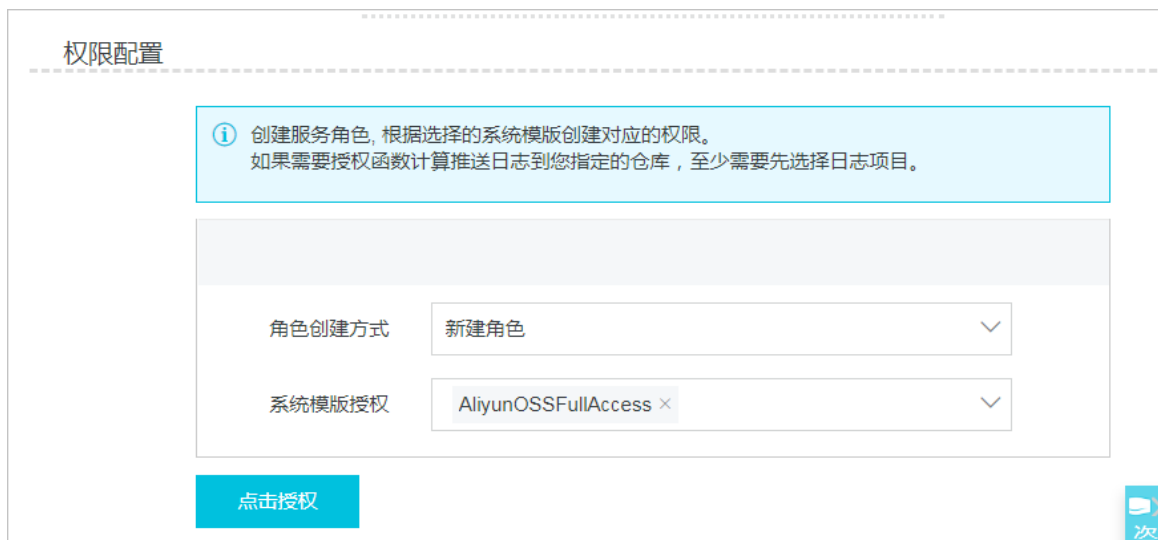 权限配置
创建服务角色, 根据选择的系统模版创建对应的权限。
如果需要授权函数计算推送日志到您指定的仓库，至少需要先选择日志项目。
角色创建方式
新建角色
系统模版授权
AliyunOSSFullAccess ×
点击授权
次